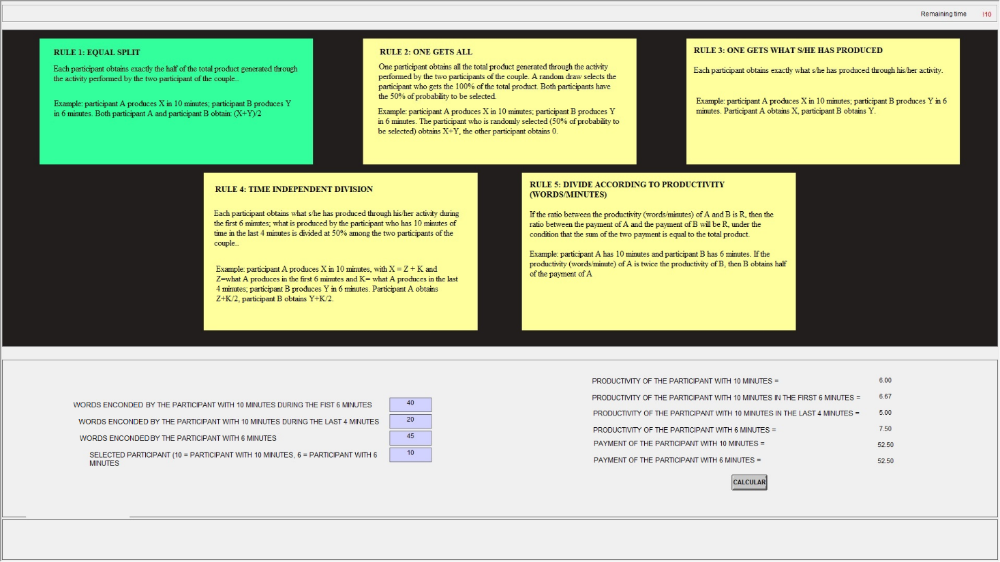 Remaining time 110
RULE 1: EQUAL SPLIT
Each participant obtains exactly the half of the total product generated through
the activity performed by the two participant of the couple..
Example: participant A produces X in 10 minutes; participant B produces Y
in 6 minutes. Both participant A and participant B obtain: (X+Y)/2
RULE 2: ONE GETS ALL
One participant obtains all the total product generated through the activity
performed by the two participants of the couple. A random draw selects the
participant who gets the 100% of the total product. Both participants have
the 50% of probability to be selected.
Example: participant A produces X in 10 minutes; participant B produces Y
in 6 minutes. The participant who is randomly selected (50% of probability to
be selected) obtains X+Y, the other participant obtains 0.
RULE 3: ONE GETS WHAT S/HE HAS PRODUCED
Each participant obtains exactly what s/he has produced through his/her activity.
Example: participant A produces X in 10 minutes; participant B produces Y in 6
minutes. Participant A obtains X, participant B obtains Y.
RULE 4: TIME INDEPENDENT DIVISION
Each participant obtains what s/he has produced through his/her activity during
the first 6 minutes; what is produced by the participant who has 10 minutes of
time in the last 4 minutes is divided at 50% among the two participants of the
couple..
Example: participant A produces X in 10 minutes, with X = Z + K and
Z=what A produces in the first 6 minutes and K= what A produces in the last
4 minutes; participant B produces Y in 6 minutes. Participant A obtains
Z+K/2, participant B obtains Y+K/2.
RULE 5: DIVIDE ACCORDING TO PRODUCTIVITY
(WORDS/MINUTES)
If the ratio between the productivity (words/minutes) of A and B is R, then the
ratio between the payment of A and the payment of B will be R, under the
condition that the sum of the two payment is equal to the total product.
Example: participant A has 10 minutes and participant B has 6 minutes. If the
productivity (words/minute) of A is twice the productivity of B, then B obtains half
of the payment of A
WORDS ENCONDED BY THE PARTICIPANT WITH 10 MINUTES DURING THE FIST 6 MINUTES 40
WORDS ENCONDED BY THE PARTICIPANT WITH 10 MINUTES DURING THE LAST 4 MINUTES 20
WORDS ENCONDED BY THE PARTICIPANT WITH 6 MINUTES 45
SELECTED PARTICIPANT (10 = PARTICIPANT WITH 10 MINUTES, 6 = PARTICIPANT WITH 6 10
MINUTES
PRODUCTIVITY OF THE PARTICIPANT WITH 10 MINUTES = 6.00
PRODUCTIVITY OF THE PARTICIPANT WITH 10 MINUTES IN THE FIRST 6 MINUTES = 6.67
PRODUCTIVITY OF THE PARTICIPANT WITH 10 MINUTES IN THE LAST 4 MINUTES = 5.00
PRODUCTIVITY OF THE PARTICIPANT WITH 6 MINUTES = 7.50
PAYMENT OF THE PARTICIPANT WITH 10 MINUTES = 52.50
PAYMENT OF THE PARTICIPANT WITH 6 MINUTES = 52.50
CALCULAR